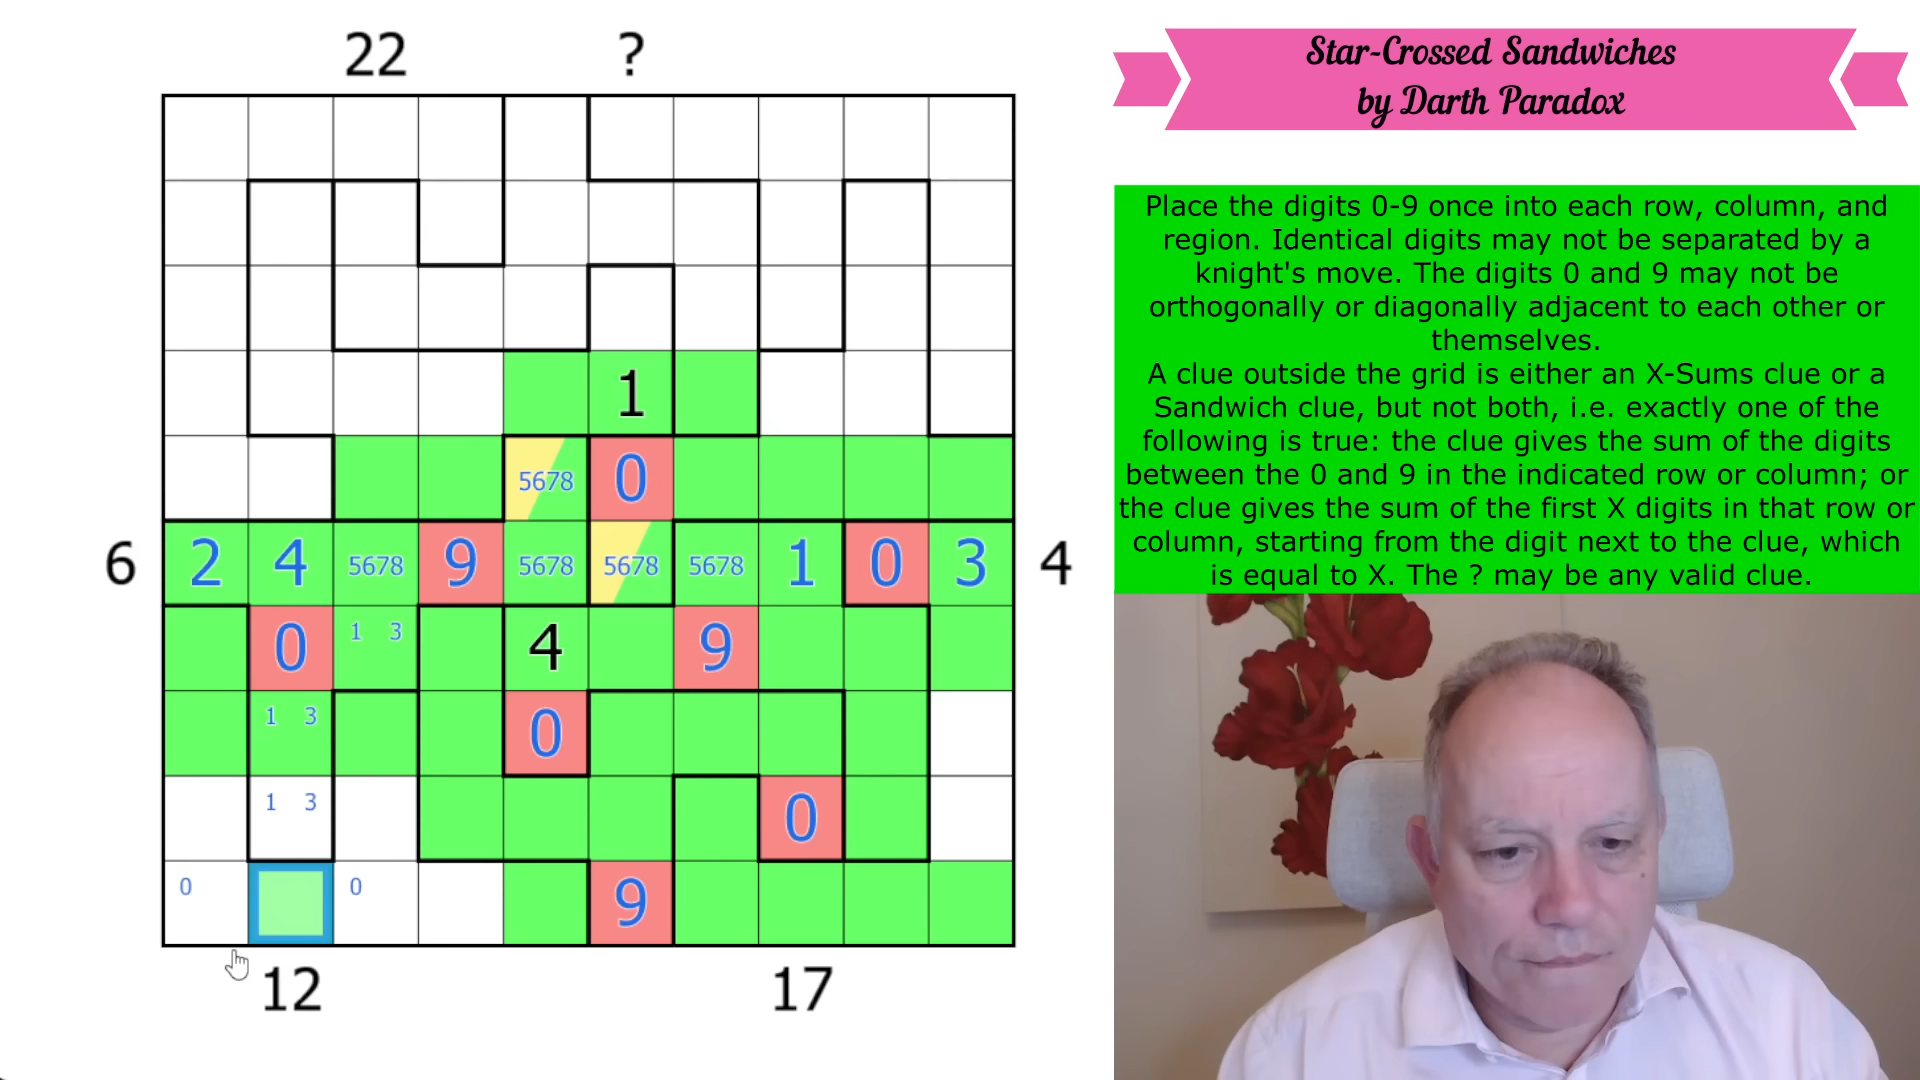 22 ?
Star-Crossed Sandwiches
by Darth Paradox
Place the digits 0-9 once into each row, column, and
region. Identical digits may not be separated by a
knight's move. The digits 0 and 9 may not be
orthogonally or diagonally adjacent to each other or
themselves.
A clue outside the grid is either an X-Sums clue or a
Sandwich clue, but not both, i.e. exactly one of the
following is true: the clue gives the sum of the digits
between the 0 and 9 in the indicated row or column; or
the clue gives the sum of the first X digits in that row or
column, starting from the digit next to the clue, which
is equal to X. The ? may be any valid clue.
1
5678 0
6 2 4 5678 9 5678 5678 5678 1 0 3 4
0 1 3 4 9
1 3 0
1 3 0
0 0 9
12 17